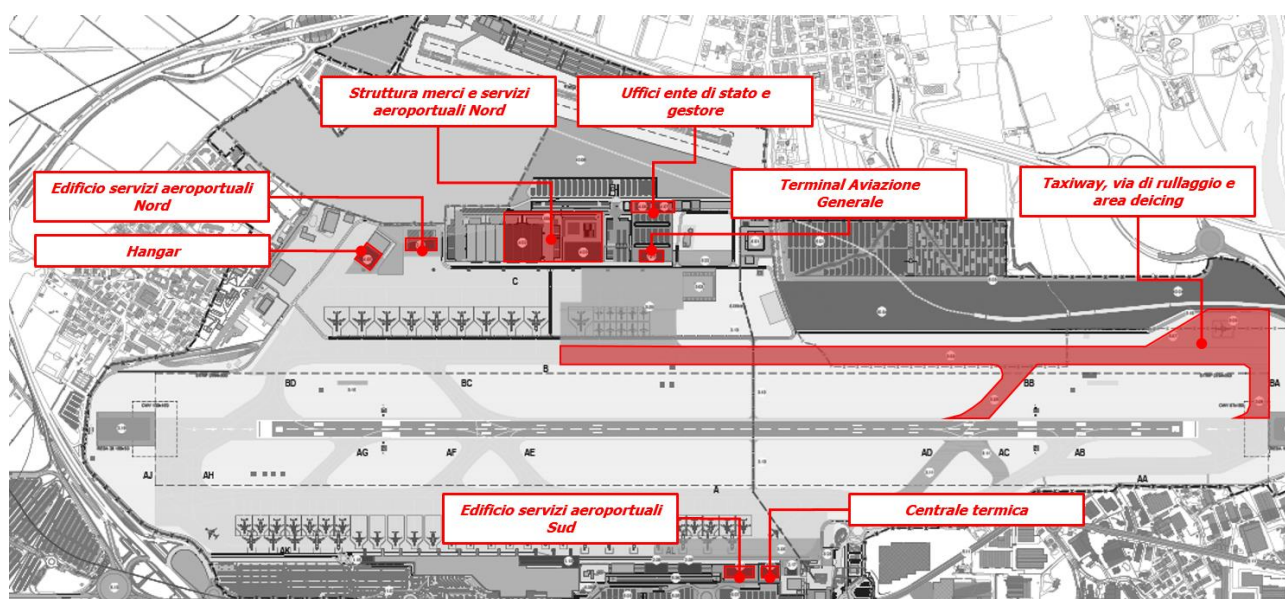 Struttura merci e servizi
aeroportuali Nord
Uffici ente di stato e
gestore
Edificio servizi aeroportuali
Nord
Terminal Aviazione
Generale
Taxiway, via di rullaggio e
area deicing
Hangar
C
B
BD
BC
BB
BA
AG
AF
AE
AD
AC
AB
AJ
AH
AA
A
Edificio servizi aeroportuali
Sud
Centrale termica
AK
AL